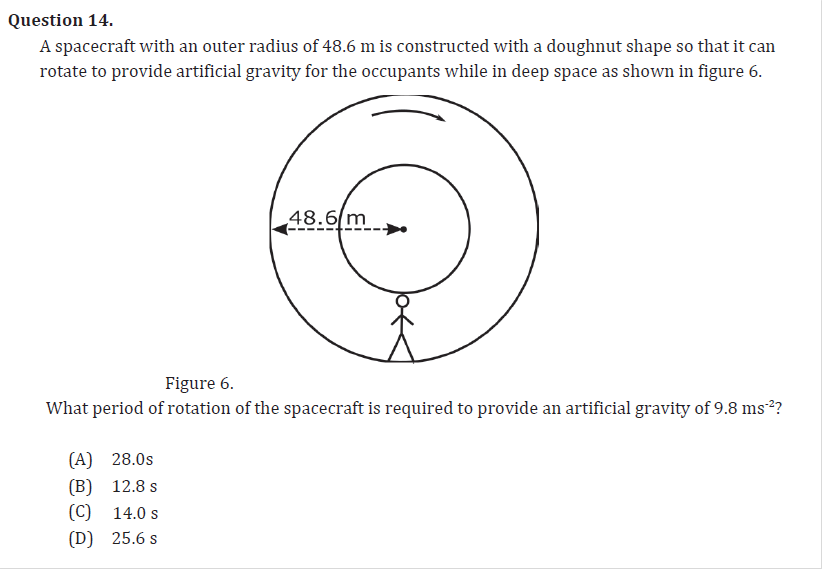 Question 14.
A spacecraft with an outer radius of 48.6 m is constructed with a doughnut shape so that it can
rotate to provide artificial gravity for the occupants while in deep space as shown in figure 6.
48.6 m
Figure 6.
What period of rotation of the spacecraft is required to provide an artificial gravity of 9.8 ms⁻²?
(A) 28.0s
(B) 12.8 s
(C) 14.0 s
(D) 25.6 s